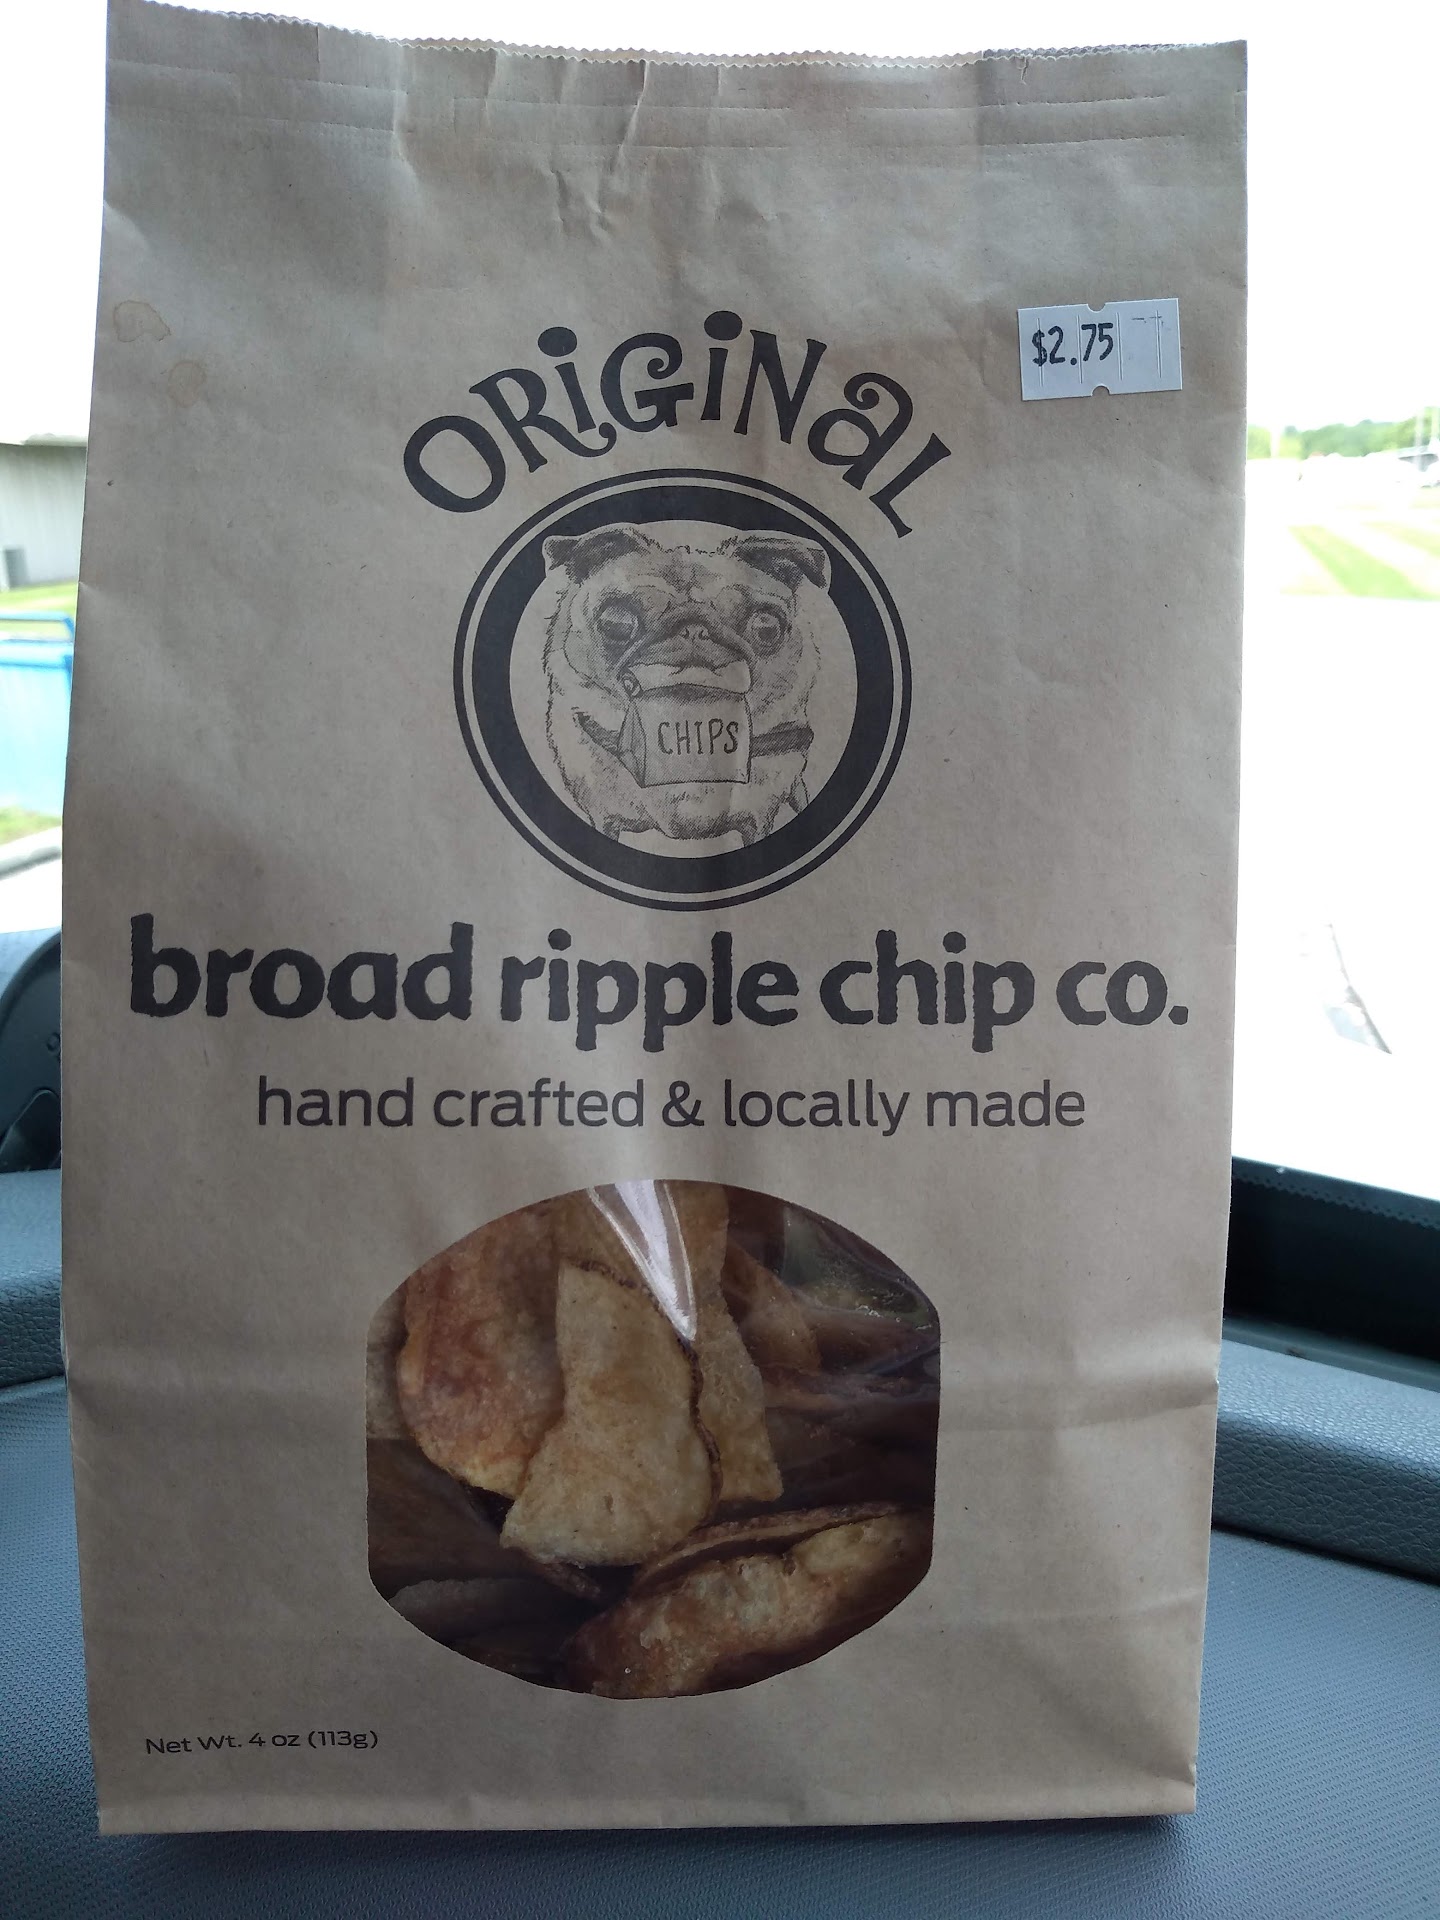 ORiGiNaL
$2.75
CHIPS
broad ripple chip co.
hand crafted & locally made
Net Wt. 4 oz (113g)